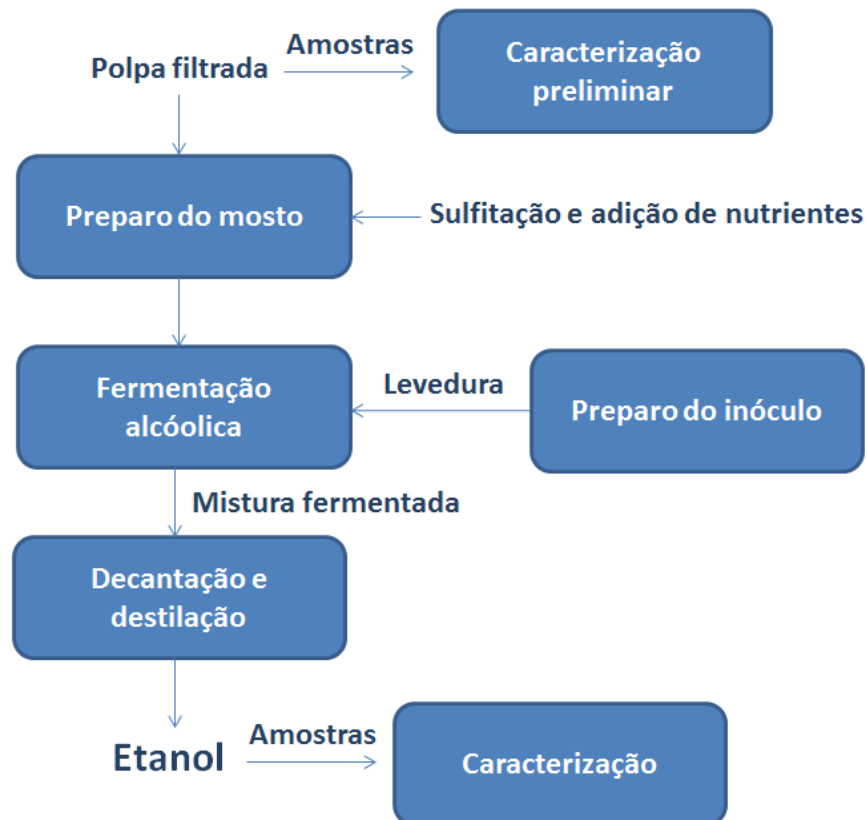 Amostras
Polpa filtrada
Caracterização
preliminar
Preparo do mosto
Sulfitação e adição de nutrientes
Fermentação
alcóolica
Levedura
Preparo do inóculo
Mistura fermentada
Decantação e
destilação
Etanol
Amostras
Caracterização